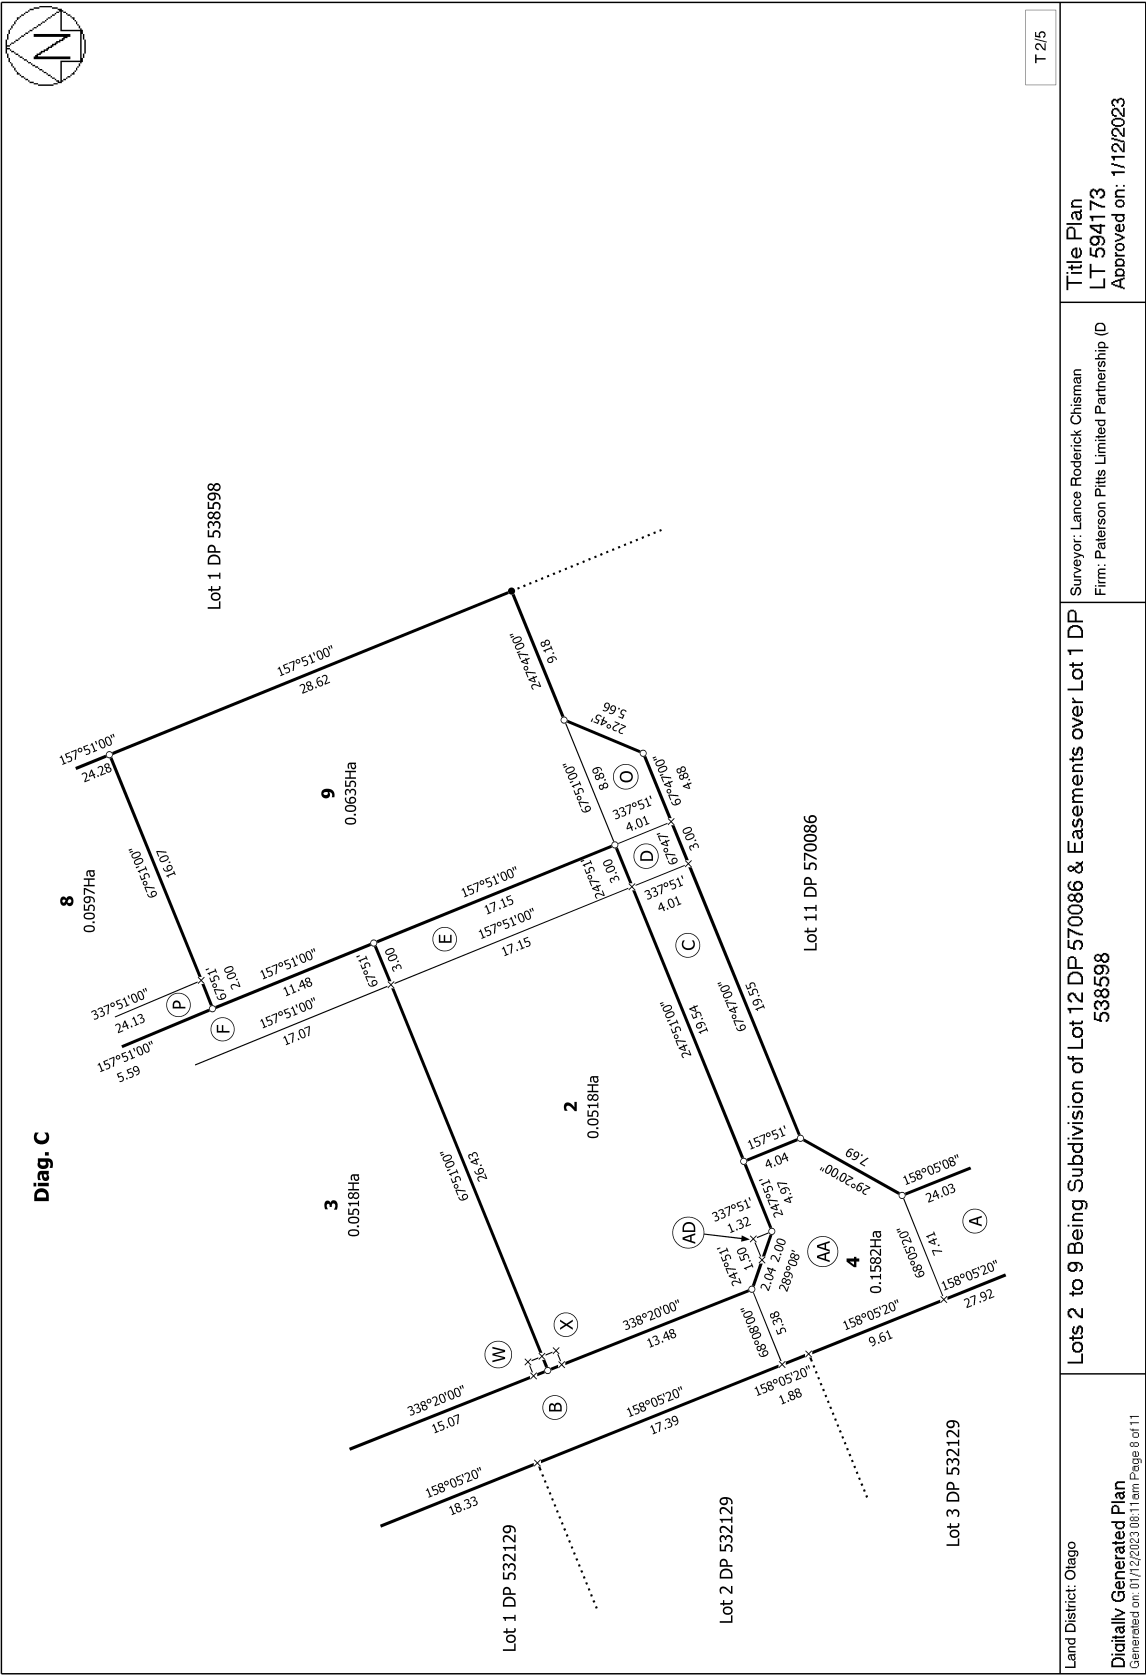 N
Diag. C
T 2/5
8
0.0597Ha
157°51'00"
24.28
Lot 1 DP 538598
67°51'00"
16.07
157°51'00"
28.62
337°51'00"
24.13
P
67°51'
2.00
157°51'00"
5.59
F
157°51'00"
11.48
157°51'00"
17.07
9
0.0635Ha
67°51'
3.00
E
157°51'00"
17.15
157°51'00"
17.15
247°47'00"
9.18
22°45'
5.66
67°51'00"
8.89
O
337°51'
4.01
67°47'00"
4.88
247°51'
3.00
D
67°47'
3.00
337°51'
4.01
C
3
0.0518Ha
67°51'00"
26.43
2
0.0518Ha
247°51'00"
19.54
67°47'00"
19.55
Lot 11 DP 570086
157°51'
4.04
29°20'00"
7.69
247°51'
4.97
337°51'
1.32
AD
247°51'
1.50
2.04
2.00
289°08'
AA
4
0.1582Ha
158°05'08"
24.03
A
68°05'20"
7.41
158°05'20"
27.92
W
X
B
338°20'00"
15.07
338°20'00"
13.48
68°08'00"
5.38
158°05'20"
9.61
158°05'20"
1.88
158°05'20"
17.39
158°05'20"
18.33
Lot 1 DP 532129
Lot 2 DP 532129
Lot 3 DP 532129
Land District: Otago
Digitally Generated Plan
Generated on: 01/12/2023 08:11am Page 8 of 11
Lots 2 to 9 Being Subdivision of Lot 12 DP 570086 & Easements over Lot 1 DP
538598
Surveyor: Lance Roderick Chisman
Firm: Paterson Pitts Limited Partnership (D
Title Plan
LT 594173
Approved on: 1/12/2023